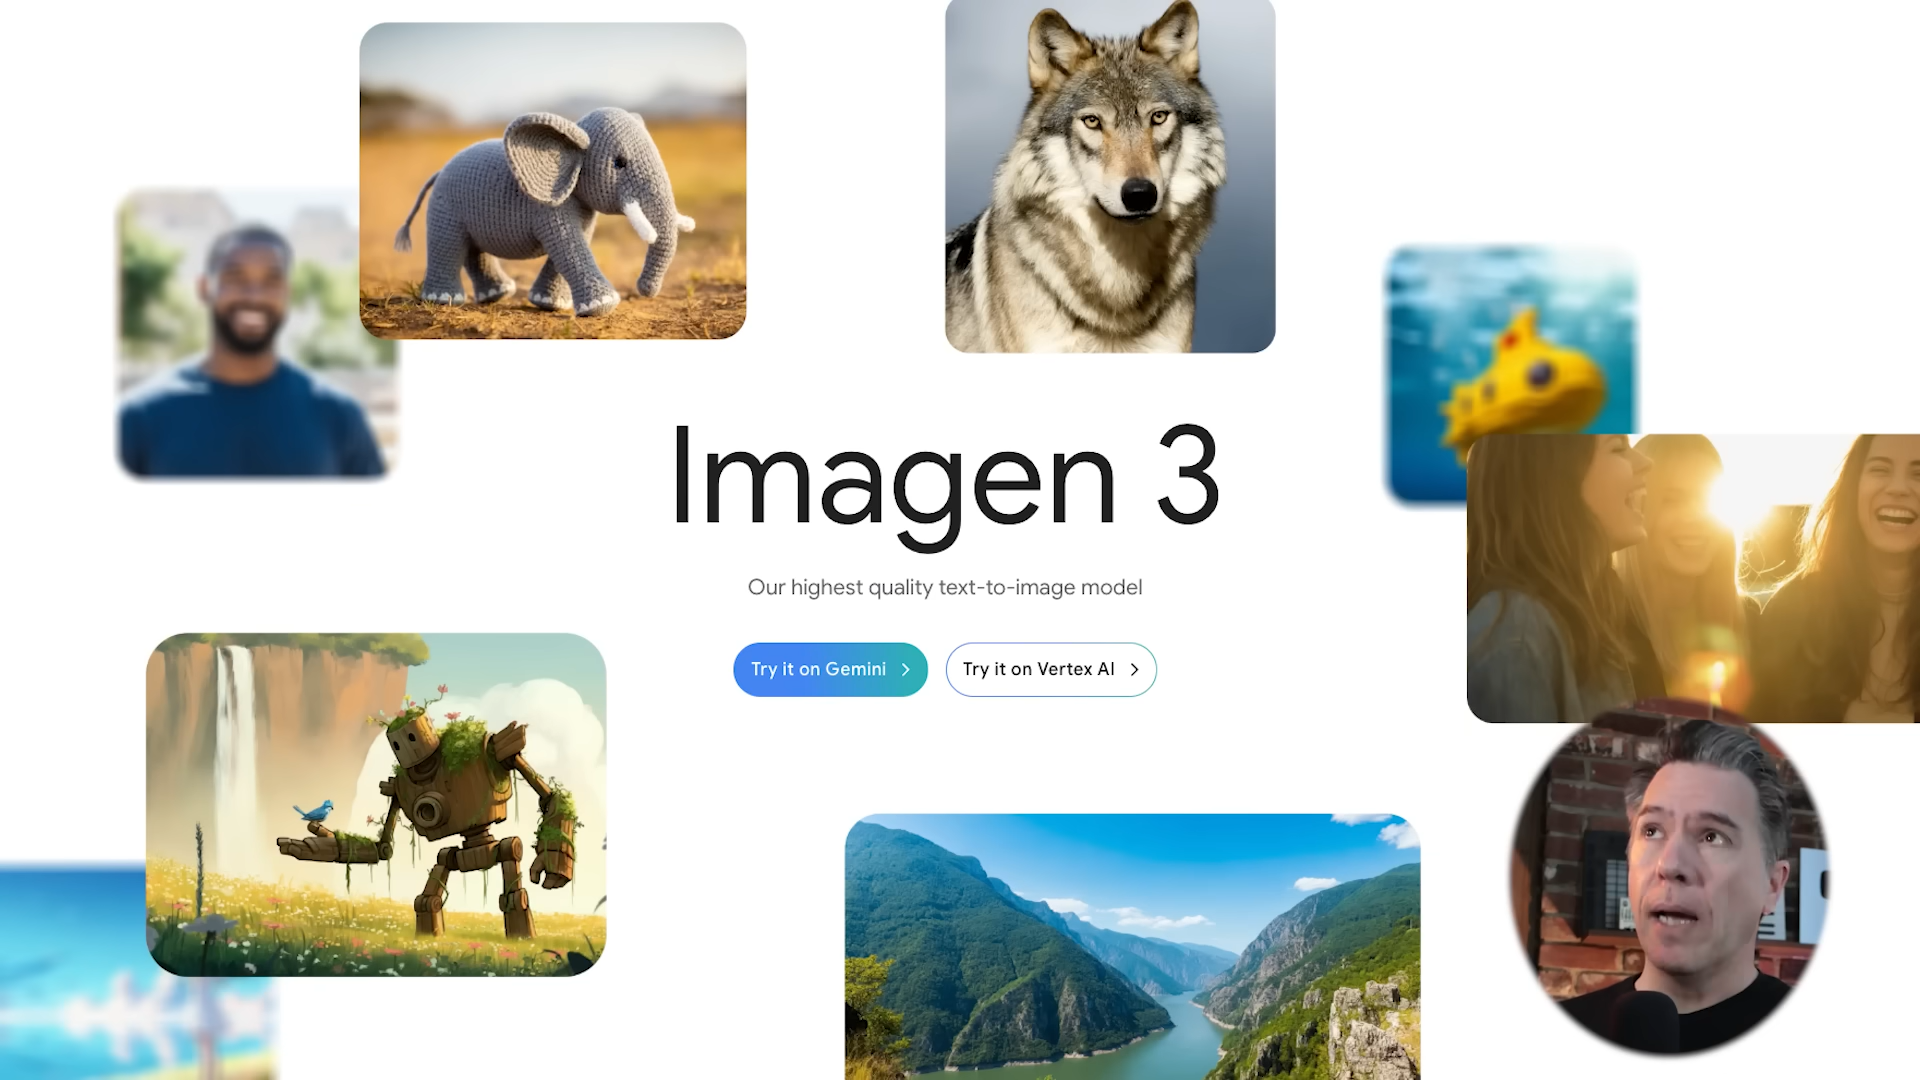 Imagen 3
Our highest quality text-to-image model
Try it on Gemini
Try it on Vertex AI